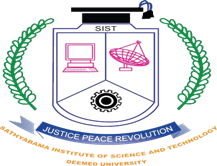 SIST
JUSTICE PEACE REVOLUTION
SATHYABAMA INSTITUTE OF SCIENCE AND TECHNOLOGY
DEEMED UNIVERSITY